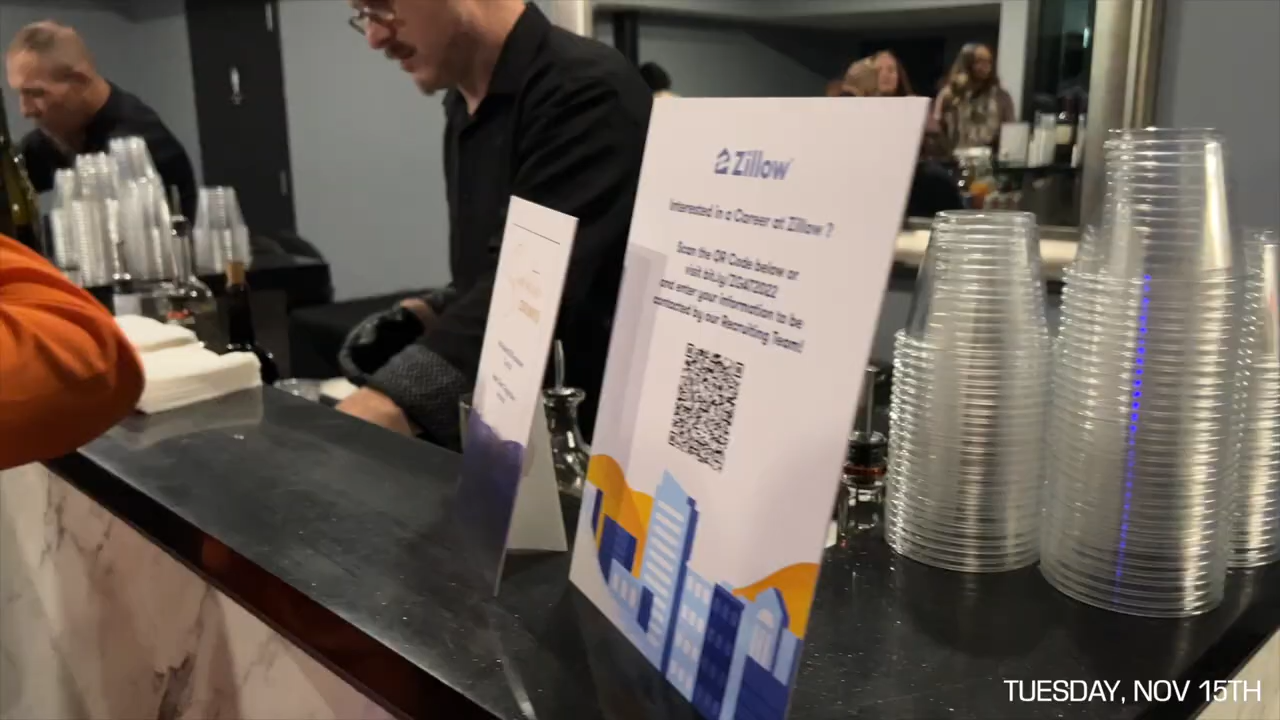 Zillow
Interested in a Career at Zillow ?
Scan the QR Code below or
visit bit.ly/ZGAT2022
and enter your information to be
contacted by our Recruiting Team!
TUESDAY, NOV 15TH